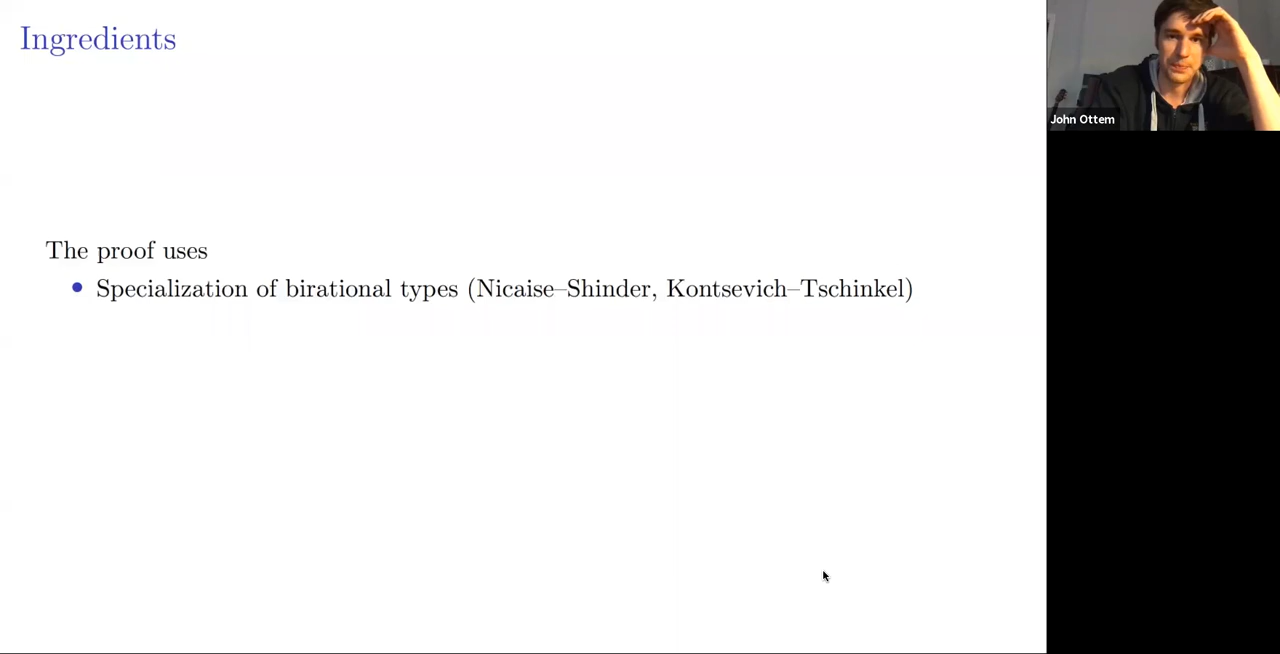 Ingredients
John Ottem
The proof uses
• Specialization of birational types (Nicaise–Shinder, Kontsevich–Tschinkel)